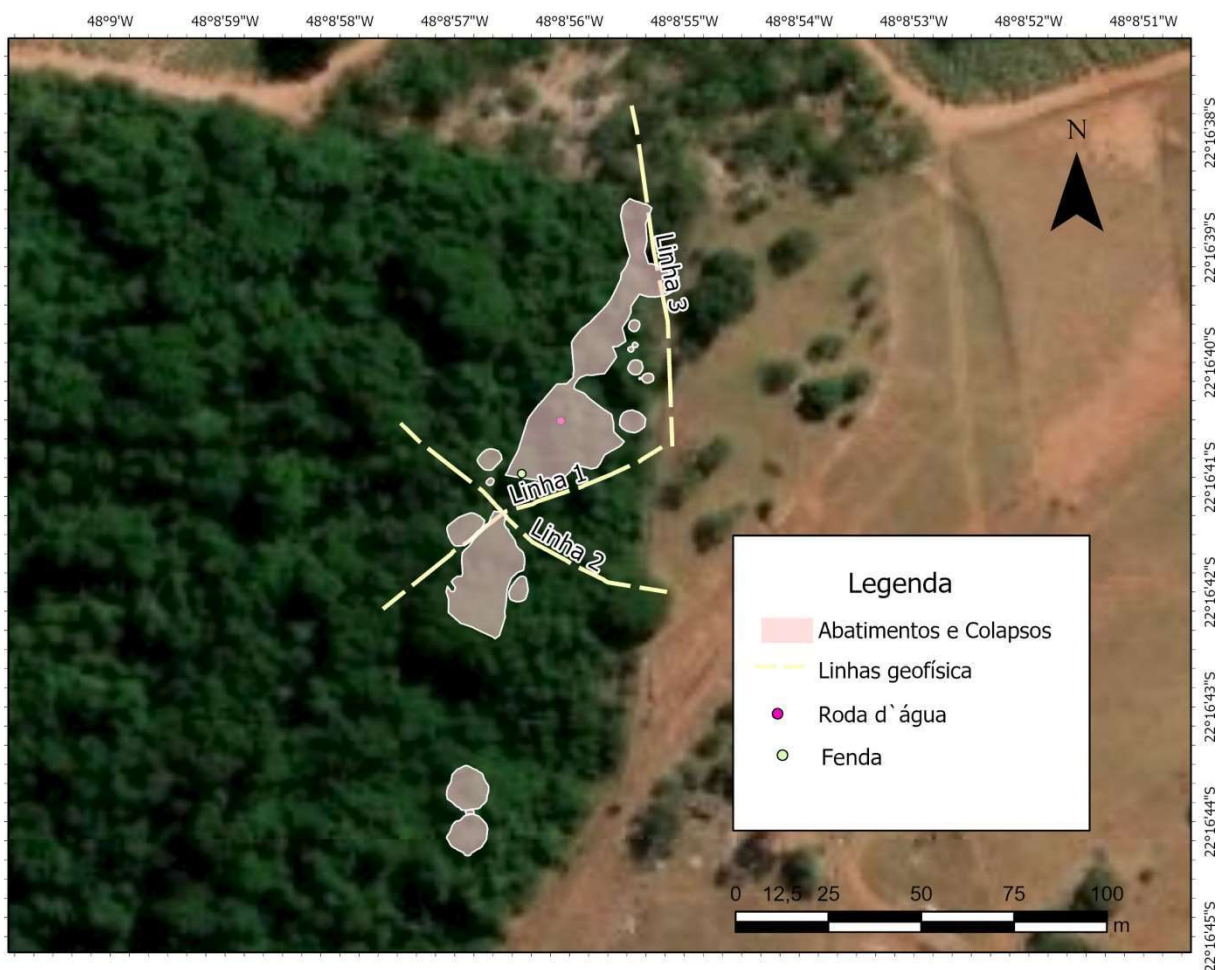 48°9'W 48°8'59"W 48°8'58"W 48°8'57"W 48°8'56"W 48°8'55"W 48°8'54"W 48°8'53"W 48°8'52"W 48°8'51"W
22°16'38"S
22°16'39"S
22°16'40"S
22°16'41"S
22°16'42"S
22°16'43"S
22°16'44"S
22°16'45"S
N
Linha 3
Linha 1
Linha 2
Legenda
Abatimentos e Colapsos
Linhas geofísica
Roda d`água
Fenda
0 12,5 25 50 75 100
m